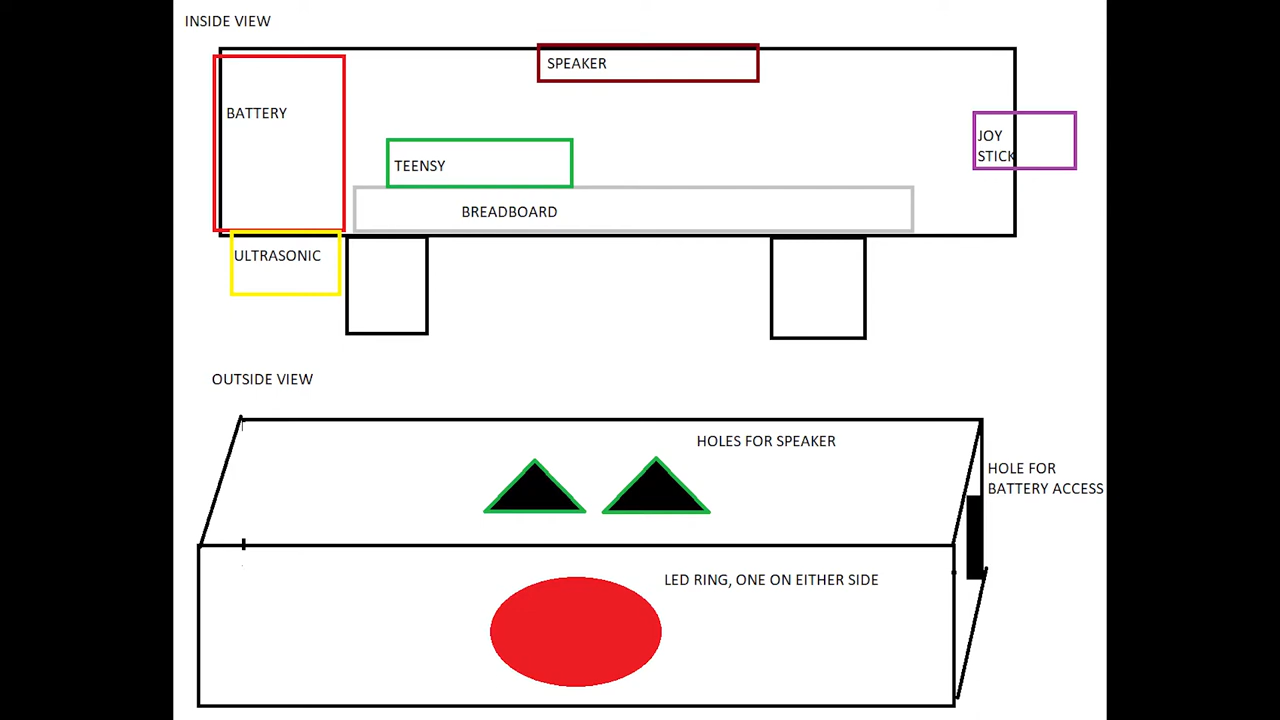 INSIDE VIEW
SPEAKER
BATTERY
JOY
STICK
TEENSY
BREADBOARD
ULTRASONIC
OUTSIDE VIEW
HOLES FOR SPEAKER
HOLE FOR
BATTERY ACCESS
LED RING, ONE ON EITHER SIDE